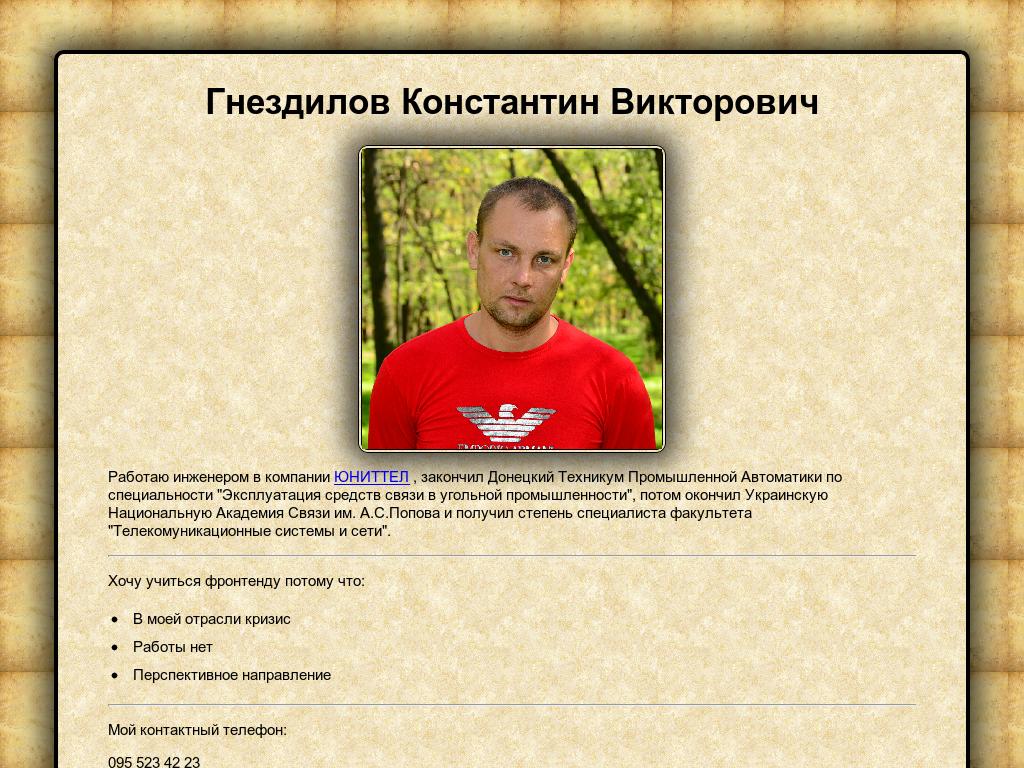 Гнездилов Константин Викторович
Работаю инженером в компании ЮНИТТЕЛ , закончил Донецкий Техникум Промышленной Автоматики по
специальности "Эксплуатация средств связи в угольной промышленности", потом окончил Украинскую
Национальную Академия Связи им. А.С.Попова и получил степень специалиста факультета
"Телекомуникационные системы и сети".
Хочу учиться фронтенду потому что:
В моей отрасли кризис
Работы нет
Перспективное направление
Мой контактный телефон:
095 523 42 23